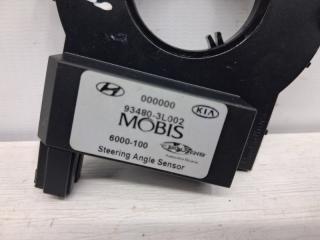 000000
KIA
93480-3L002
MOBIS
6000-100
Steering Angle Sensor